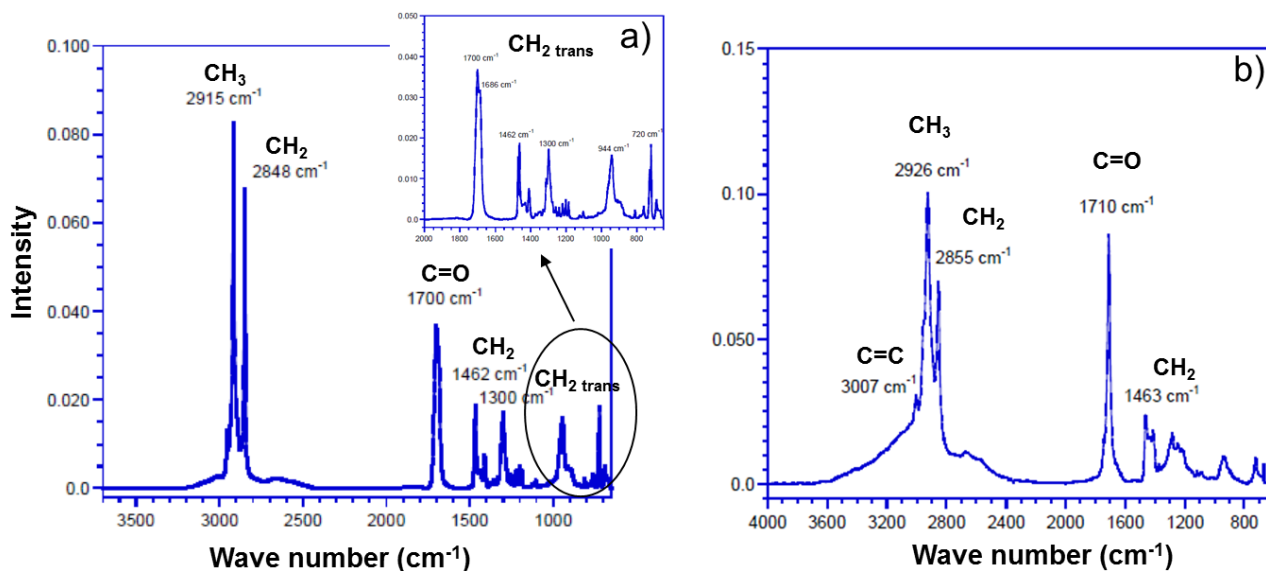 0.100
0.080
0.060
0.040
0.020
0.0
Intensity
3500
3000
2000
1500
1000
Wave number (cm⁻¹)
CH₃
2915 cm⁻¹
CH₂
2848 cm⁻¹
C=O
1700 cm⁻¹
CH₂
1462 cm⁻¹
1300 cm⁻¹
CH₂ trans
a)
CH₂ trans
0.050
0.040
0.030
0.020
0.010
0.0
1700 cm⁻¹
1686 cm⁻¹
1462 cm⁻¹
1300 cm⁻¹
944 cm⁻¹
720 cm⁻¹
2000
1800
1600
1400
1200
1000
800
b)
0.15
0.10
0.050
0.0
CH₃
2926 cm⁻¹
CH₂
2855 cm⁻¹
C=O
1710 cm⁻¹
C=C
3007 cm⁻¹
CH₂
1463 cm⁻¹
4000
3600
2800
2400
2000
1600
1200
800
Wave number (cm⁻¹)